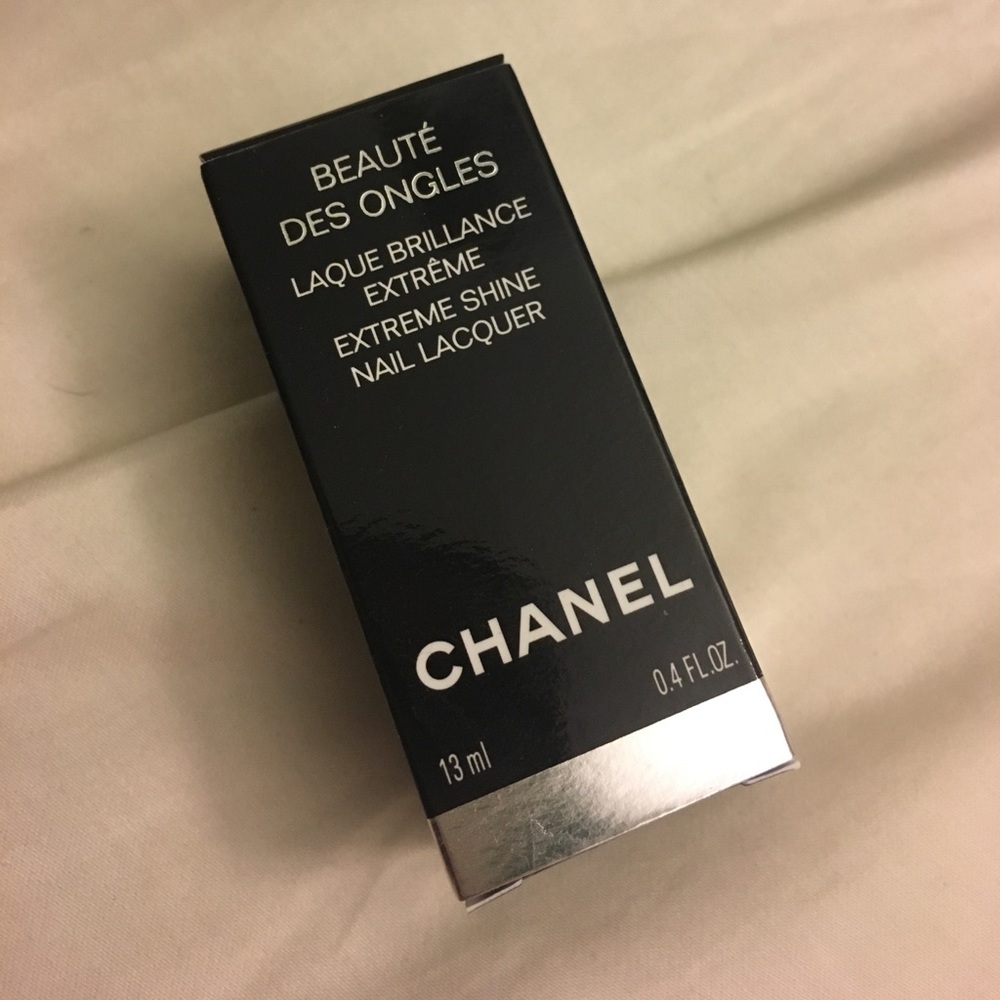 BEAUTÉ
DES ONGLES
LAQUE BRILLANCE
EXTRÊME
EXTREME SHINE
NAIL LACQUER
CHANEL
13 ml 0.4 FL.OZ.